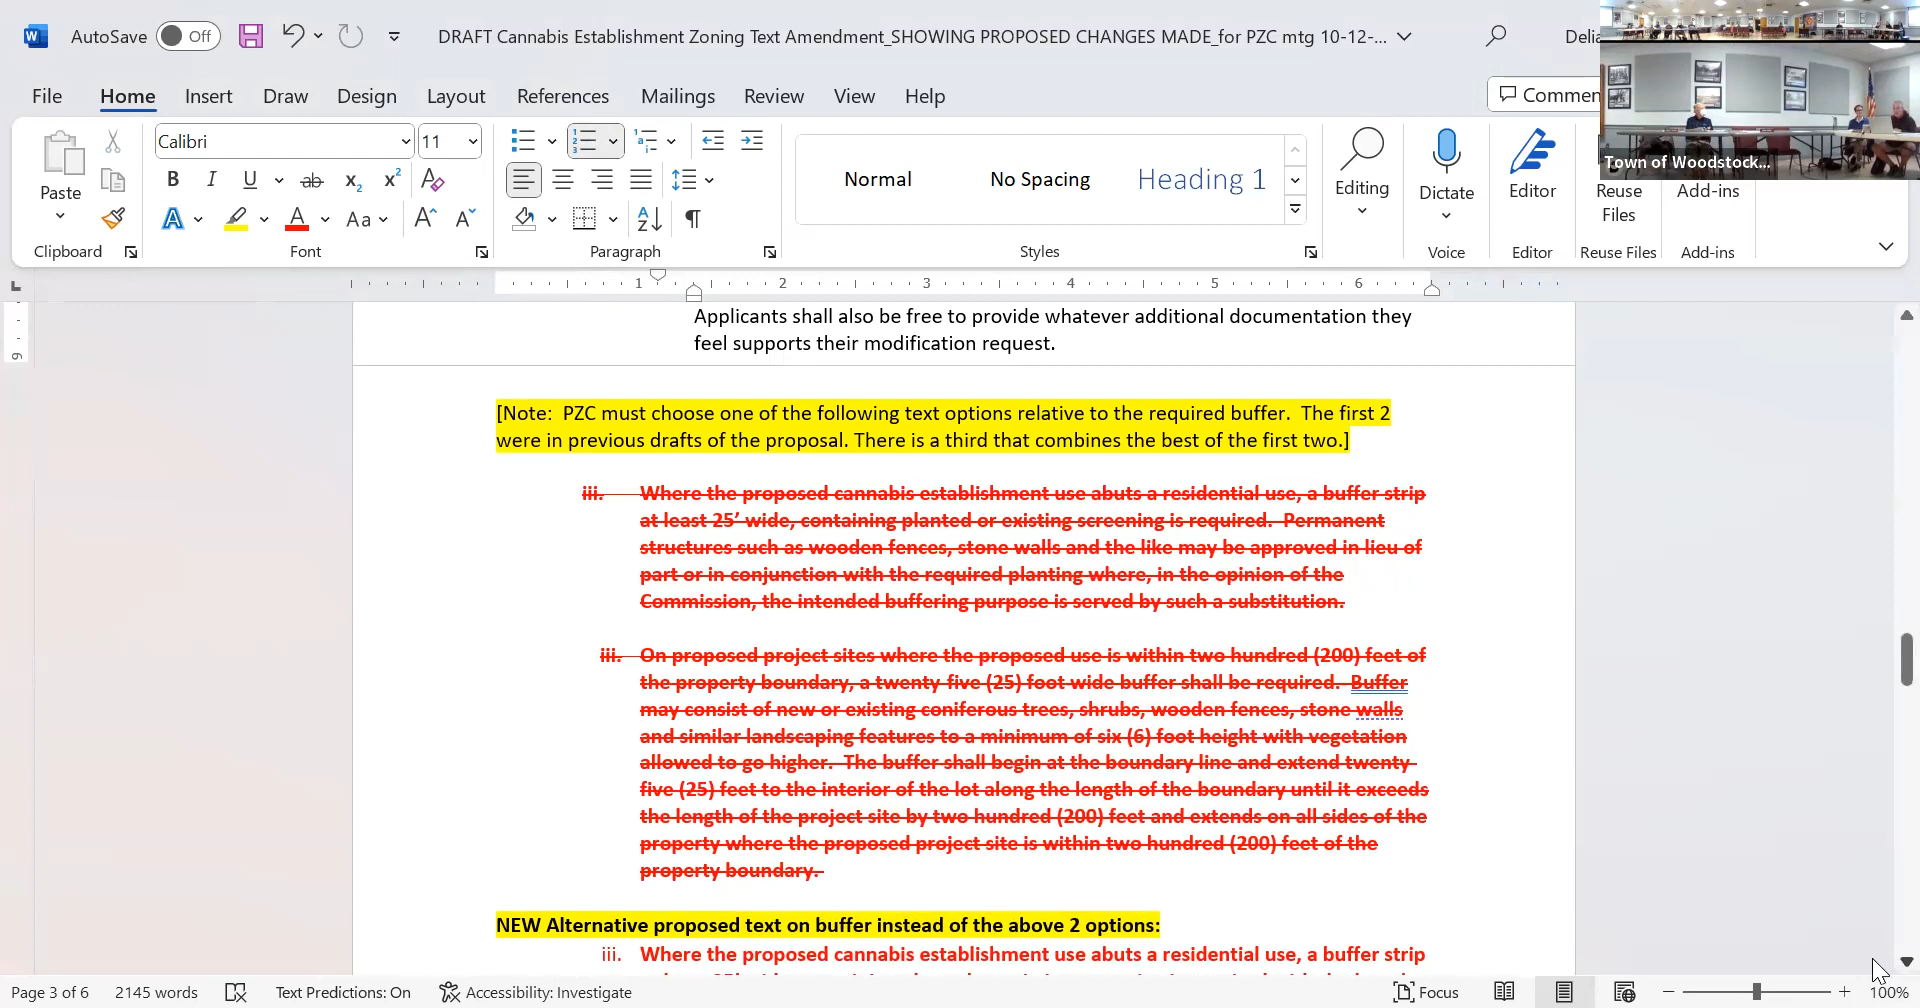 AutoSave Off
DRAFT Cannabis Establishment Zoning Text Amendment_SHOWING PROPOSED CHANGES MADE_for PZC mtg 10-12-...
Delia
File Home Insert Draw Design Layout References Mailings Review View Help
Commen
Calibri 11
Paste
B I U ab x2 x2
A A Aa A A
Normal No Spacing Heading 1
Editing Dictate Editor Reuse Files Add-ins
Town of Woodstock...
Clipboard Font Paragraph Styles Voice Editor Reuse Files Add-ins
1 2 3 4 5 6
9
Applicants shall also be free to provide whatever additional documentation they
feel supports their modification request.
[Note:  PZC must choose one of the following text options relative to the required buffer.  The first 2
were in previous drafts of the proposal. There is a third that combines the best of the first two.]
iii. Where the proposed cannabis establishment use abuts a residential use, a buffer strip
at least 25’ wide, containing planted or existing screening is required.  Permanent
structures such as wooden fences, stone walls and the like may be approved in lieu of
part or in conjunction with the required planting where, in the opinion of the
Commission, the intended buffering purpose is served by such a substitution.
iii. On proposed project sites where the proposed use is within two hundred (200) feet of
the property boundary, a twenty-five (25) foot wide buffer shall be required.  Buffer
may consist of new or existing coniferous trees, shrubs, wooden fences, stone walls
and similar landscaping features to a minimum of six (6) foot height with vegetation
allowed to go higher.  The buffer shall begin at the boundary line and extend twenty-
five (25) feet to the interior of the lot along the length of the boundary until it exceeds
the length of the project site by two hundred (200) feet and extends on all sides of the
property where the proposed project site is within two hundred (200) feet of the
property boundary.
NEW Alternative proposed text on buffer instead of the above 2 options:
iii. Where the proposed cannabis establishment use abuts a residential use, a buffer strip
Page 3 of 6 2145 words Text Predictions: On Accessibility: Investigate Focus 100%